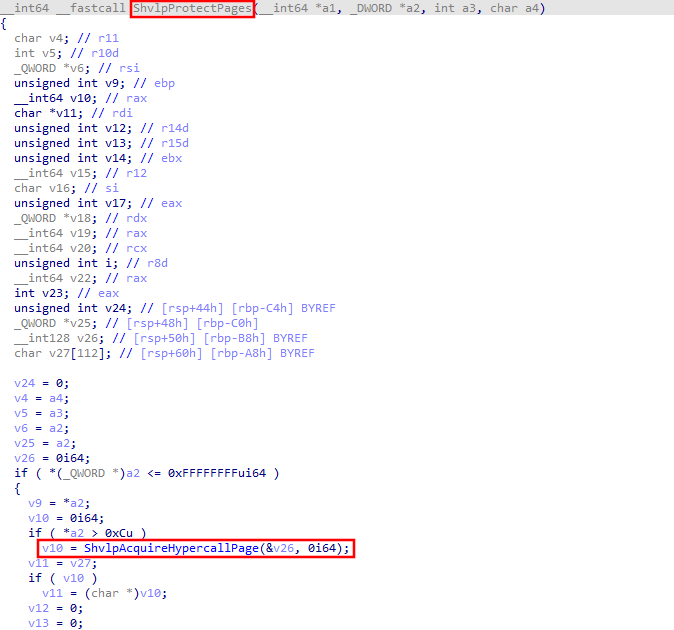 __int64 __fastcall ShvlpProtectPages(__int64 *a1, _DWORD *a2, int a3, char a4)
{
  char v4; // r11
  int v5; // r10d
  _QWORD *v6; // rsi
  unsigned int v9; // ebp
  __int64 v10; // rax
  char *v11; // rdi
  unsigned int v12; // r14d
  unsigned int v13; // r15d
  unsigned int v14; // ebx
  __int64 v15; // r12
  char v16; // si
  unsigned int v17; // eax
  _QWORD *v18; // rdx
  __int64 v19; // rax
  __int64 v20; // rcx
  unsigned int i; // r8d
  __int64 v22; // rax
  int v23; // eax
  unsigned int v24; // [rsp+44h] [rbp-C4h] BYREF
  _QWORD *v25; // [rsp+48h] [rbp-C0h]
  __int128 v26; // [rsp+50h] [rbp-B8h] BYREF
  char v27[112]; // [rsp+60h] [rbp-A8h] BYREF
  v24 = 0;
  v4 = a4;
  v5 = a3;
  v6 = a2;
  v25 = a2;
  v26 = 0i64;
  if ( *(_QWORD *)a2 <= 0xFFFFFFFFui64 )
  {
    v9 = *a2;
    v10 = 0i64;
    if ( *a2 > 0xCu )
      v10 = ShvlpAcquireHypercallPage(&v26, 0i64);
    v11 = v27;
    if ( v10 )
      v11 = (char *)v10;
    v12 = 0;
    v13 = 0;